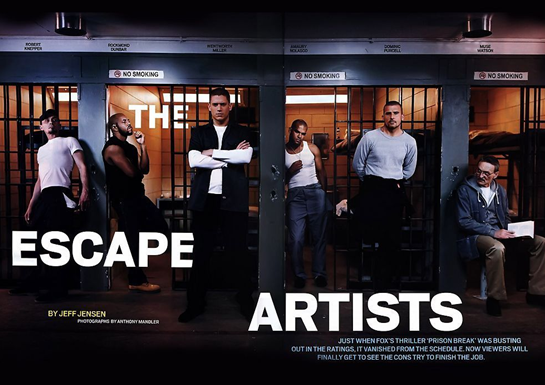 ROBERT
KNEPPER
ROCKMOND
DUNBAR
WENTWORTH
MILLER
AMAURY
NOLASCO
DOMINIC
PURCELL
MUSE
WATSON
NO SMOKING
NO SMOKING
NO SMOKING
THE
ESCAPE
ARTISTS
BY JEFF JENSEN
PHOTOGRAPHS BY ANTHONY MANDLER
JUST WHEN FOX'S THRILLER 'PRISON BREAK' WAS BUSTING
OUT IN THE RATINGS, IT VANISHED FROM THE SCHEDULE. NOW VIEWERS WILL
FINALLY GET TO SEE THE CONS TRY TO FINISH THE JOB.